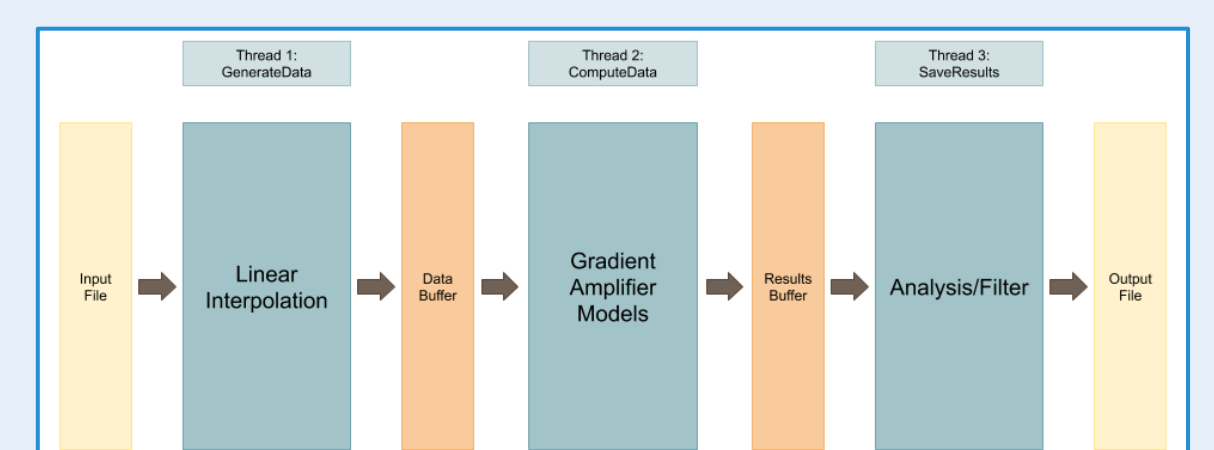 Thread 1:
GenerateData
Thread 2:
ComputeData
Thread 3:
SaveResults
Input
File
Linear
Interpolation
Data
Buffer
Gradient
Amplifier
Models
Results
Buffer
Analysis/Filter
Output
File